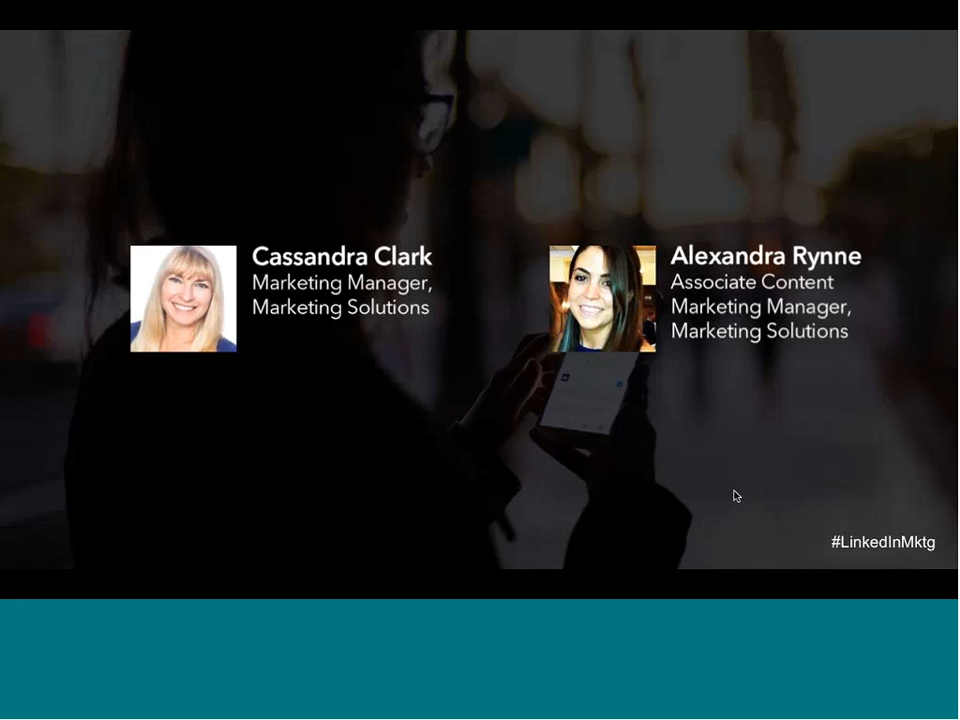 Cassandra Clark
Marketing Manager,
Marketing Solutions
Alexandra Rynne
Associate Content
Marketing Manager,
Marketing Solutions
#LinkedInMktg